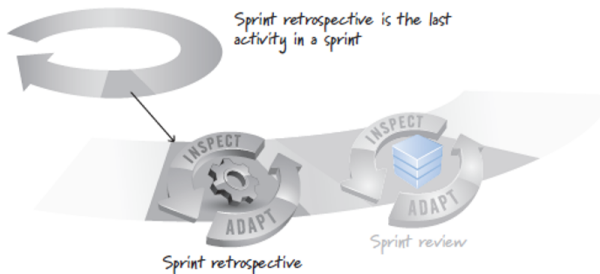 Sprint retrospective is the last
activity in a sprint
INSPECT
ADAPT
Sprint retrospective
INSPECT
ADAPT
Sprint review